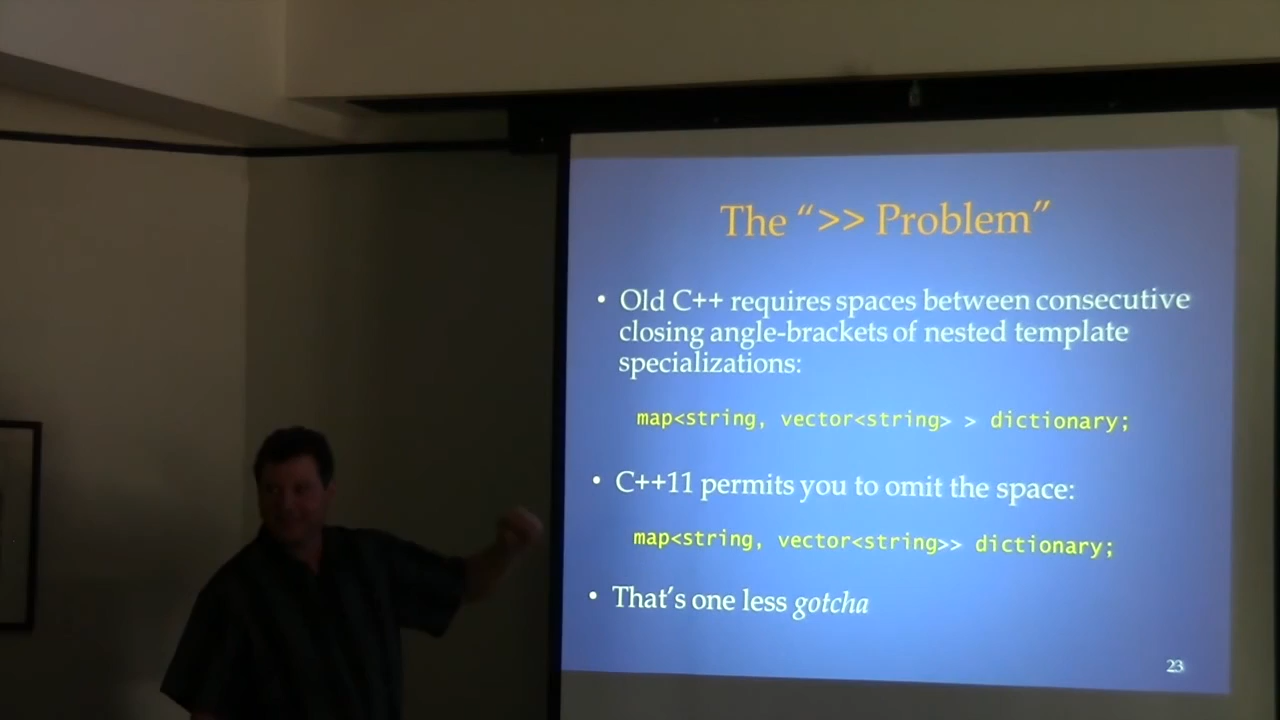 The “>> Problem”
• Old C++ requires spaces between consecutive
closing angle-brackets of nested template
specializations:
map<string, vector<string> > dictionary;
• C++11 permits you to omit the space:
map<string, vector<string>> dictionary;
• That’s one less gotcha
23